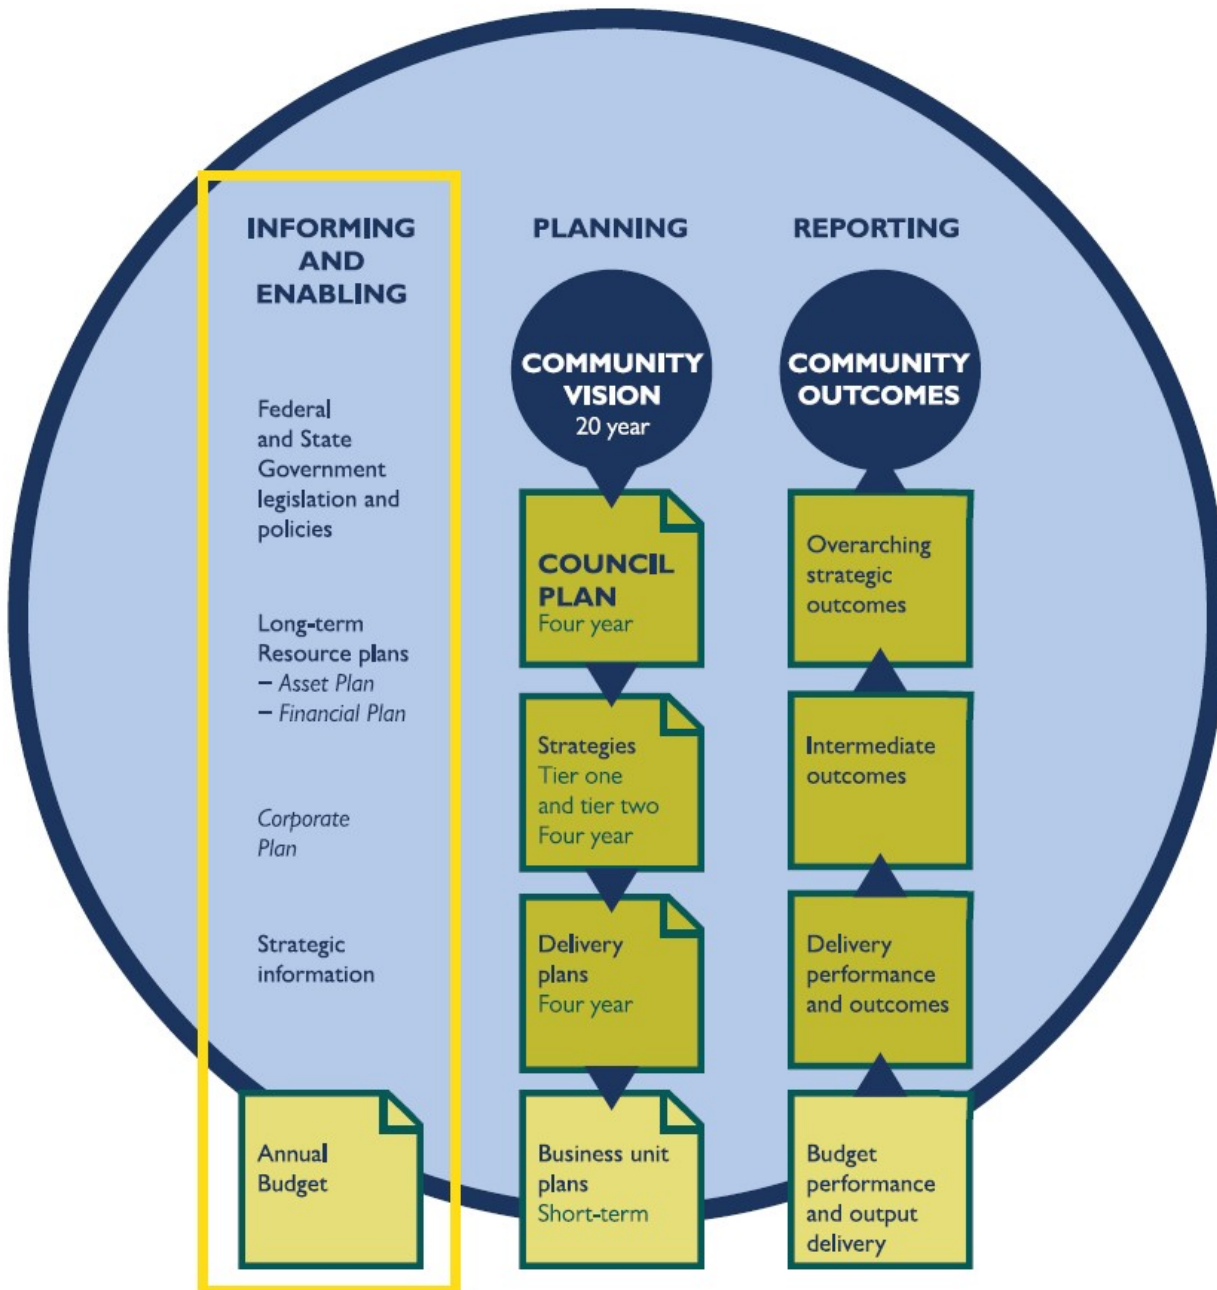 INFORMING
AND
ENABLING
Federal
and State
Government
legislation and
policies
Long-term
Resource plans
– Asset Plan
– Financial Plan
Corporate
Plan
Strategic
information
Annual
Budget
PLANNING
COMMUNITY
VISION
20 year
COUNCIL
PLAN
Four year
Strategies
Tier one
and tier two
Four year
Delivery
plans
Four year
Business unit
plans
Short-term
REPORTING
COMMUNITY
OUTCOMES
Overarching
strategic
outcomes
Intermediate
outcomes
Delivery
performance
and outcomes
Budget
performance
and output
delivery